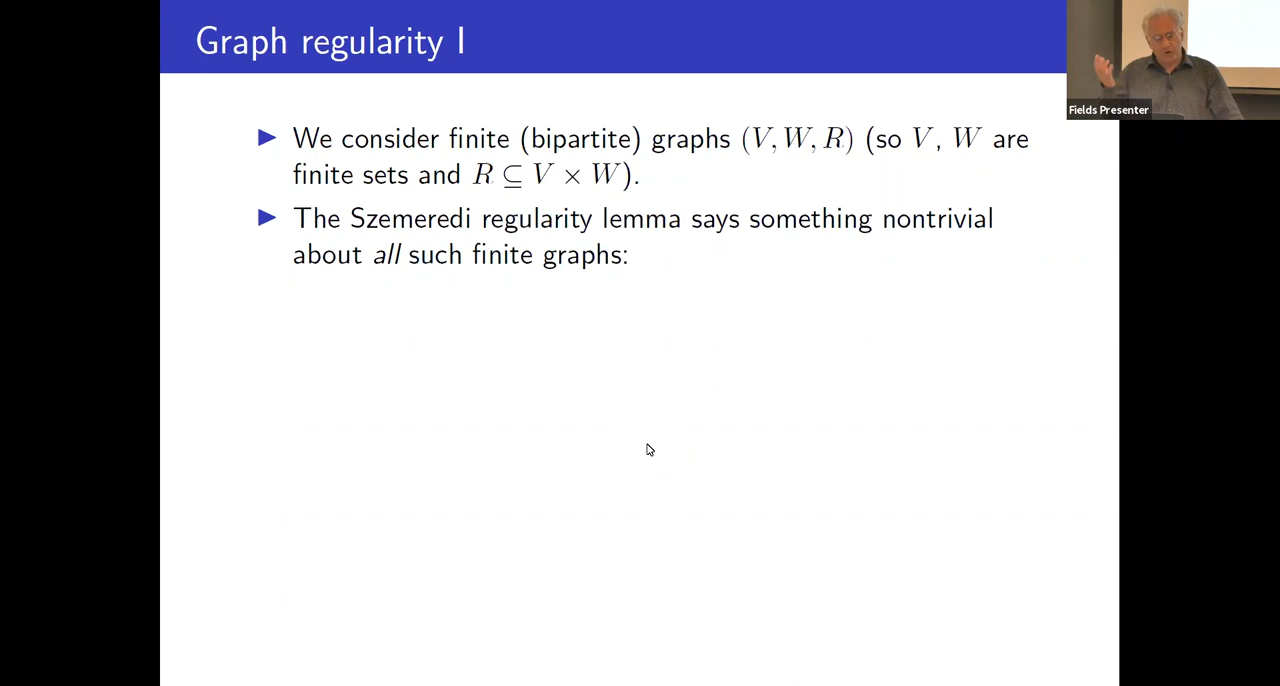 Graph regularity I
▶ We consider finite (bipartite) graphs (V, W, R) (so V, W are
finite sets and R ⊆ V × W).
▶ The Szemeredi regularity lemma says something nontrivial
about all such finite graphs:
Fields Presenter